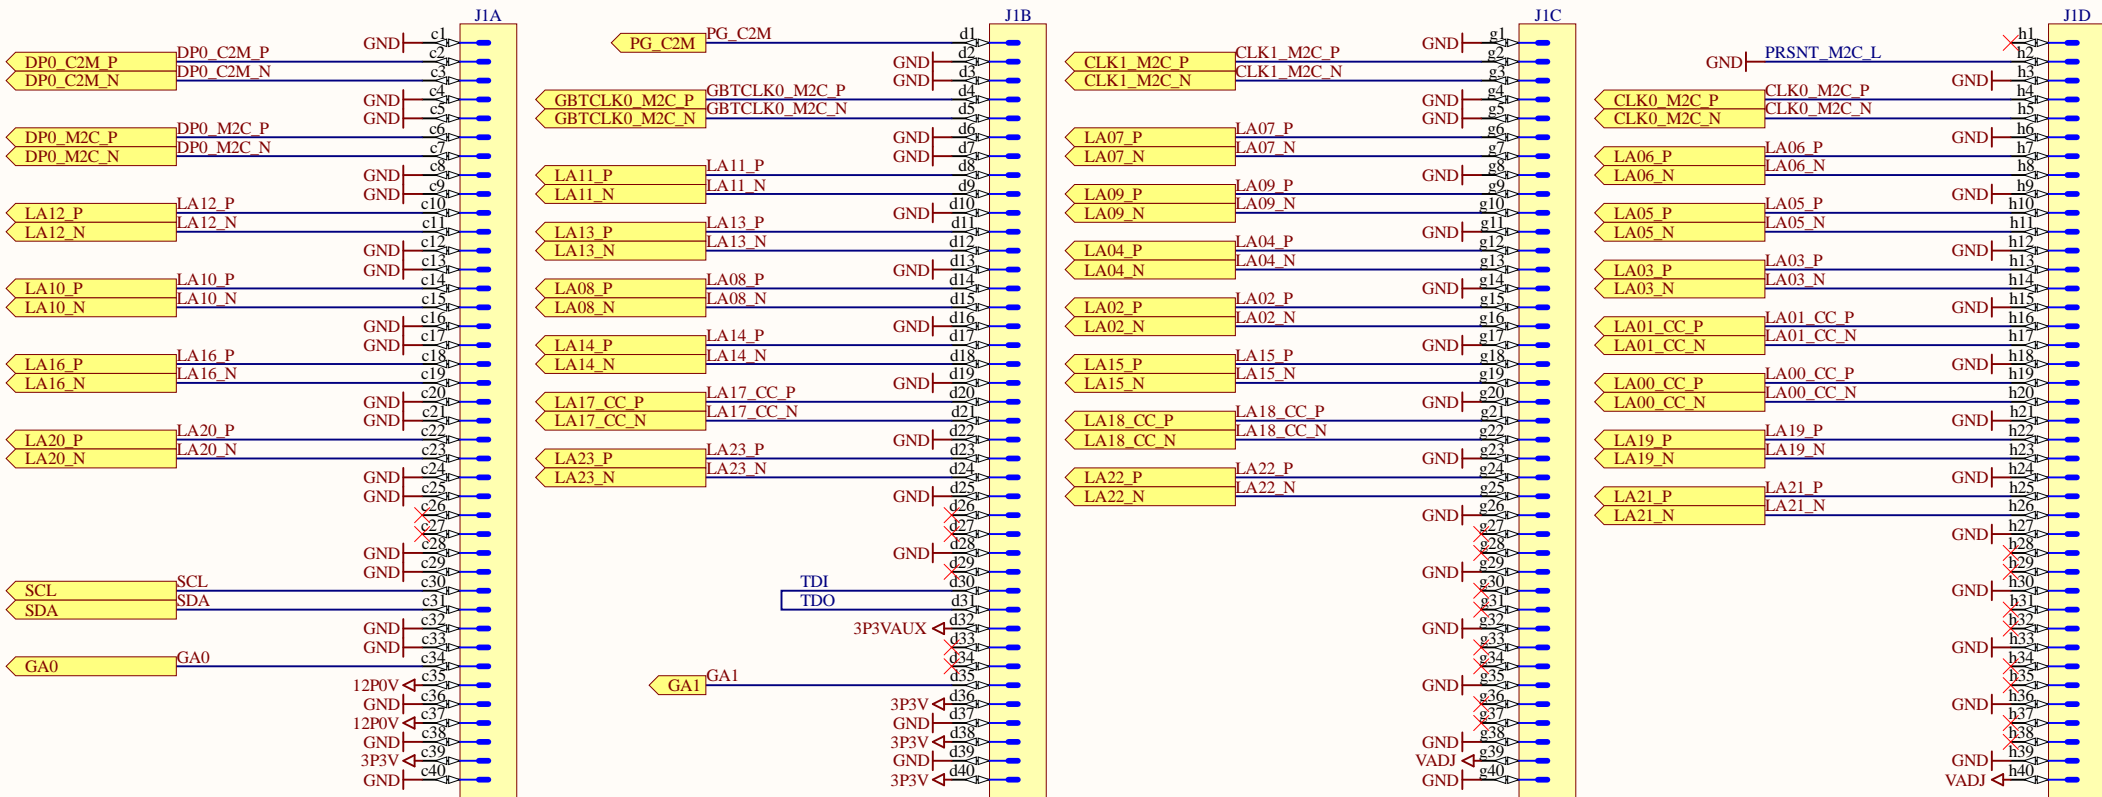 J1A
GND c1
DP0_C2M_P DP0_C2M_P c2
DP0_C2M_N DP0_C2M_N c3
GND c4
GND c5
DP0_M2C_P DP0_M2C_P c6
DP0_M2C_N DP0_M2C_N c7
GND c8
GND c9
LA12_P LA12_P c10
LA12_N LA12_N c11
GND c12
GND c13
LA10_P LA10_P c14
LA10_N LA10_N c15
GND c16
GND c17
LA16_P LA16_P c18
LA16_N LA16_N c19
GND c20
GND c21
LA20_P LA20_P c22
LA20_N LA20_N c23
GND c24
GND c25
c26
c27
GND c28
GND c29
SCL SCL c30
SDA SDA c31
GND c32
GND c33
GA0 GA0 c34
12P0V c35
GND c36
12P0V c37
GND c38
3P3V c39
GND c40
J1B
PG_C2M PG_C2M d1
GND d2
GND d3
GBTCLK0_M2C_P GBTCLK0_M2C_P d4
GBTCLK0_M2C_N GBTCLK0_M2C_N d5
GND d6
GND d7
LA11_P LA11_P d8
LA11_N LA11_N d9
GND d10
LA13_P LA13_P d11
LA13_N LA13_N d12
GND d13
LA08_P LA08_P d14
LA08_N LA08_N d15
GND d16
LA14_P LA14_P d17
LA14_N LA14_N d18
GND d19
LA17_CC_P LA17_CC_P d20
LA17_CC_N LA17_CC_N d21
GND d22
LA23_P LA23_P d23
LA23_N LA23_N d24
GND d25
d26
d27
GND d28
d29
TDI d30
TDO d31
3P3VAUX d32
d33
d34
GA1 GA1 d35
3P3V d36
GND d37
3P3V d38
GND d39
3P3V d40
J1C
GND g1
CLK1_M2C_P CLK1_M2C_P g2
CLK1_M2C_N CLK1_M2C_N g3
GND g4
GND g5
LA07_P LA07_P g6
LA07_N LA07_N g7
GND g8
LA09_P LA09_P g9
LA09_N LA09_N g10
GND g11
LA04_P LA04_P g12
LA04_N LA04_N g13
GND g14
LA02_P LA02_P g15
LA02_N LA02_N g16
GND g17
LA15_P LA15_P g18
LA15_N LA15_N g19
GND g20
LA18_CC_P LA18_CC_P g21
LA18_CC_N LA18_CC_N g22
GND g23
LA22_P LA22_P g24
LA22_N LA22_N g25
GND g26
g27
g28
GND g29
g30
g31
GND g32
g33
g34
GND g35
g36
g37
GND g38
VADJ g39
GND g40
J1D
h1
GND PRSNT_M2C_L h2
GND h3
CLK0_M2C_P CLK0_M2C_P h4
CLK0_M2C_N CLK0_M2C_N h5
GND h6
LA06_P LA06_P h7
LA06_N LA06_N h8
GND h9
LA05_P LA05_P h10
LA05_N LA05_N h11
GND h12
LA03_P LA03_P h13
LA03_N LA03_N h14
GND h15
LA01_CC_P LA01_CC_P h16
LA01_CC_N LA01_CC_N h17
GND h18
LA00_CC_P LA00_CC_P h19
LA00_CC_N LA00_CC_N h20
GND h21
LA19_P LA19_P h22
LA19_N LA19_N h23
GND h24
LA21_P LA21_P h25
LA21_N LA21_N h26
GND h27
h28
h29
GND h30
h31
h32
GND h33
h34
h35
GND h36
h37
h38
GND h39
VADJ h40